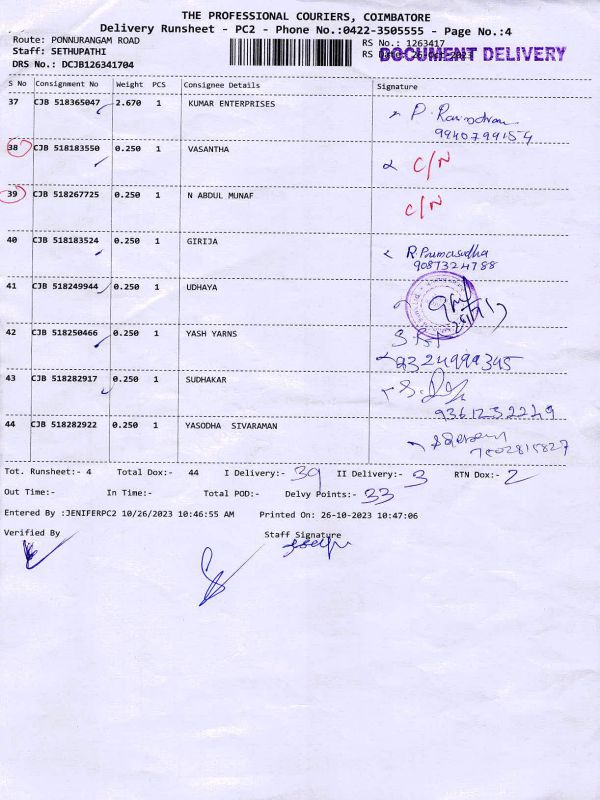 THE PROFESSIONAL COURIERS, COIMBATORE
Delivery Runsheet - PC2 - Phone No.:0422-3505555 - Page No.:4
Route: PONNURANGAM ROAD RS No.: 1263417
Staff: SETHUPATHI RS Date: 26-Oct-2023
DOCUMENT DELIVERY
DRS No.: DCJB126341704
S No Consignment No Weight PCS Consignee Details Signature
37 CJB 518365047 2.670 1 KUMAR ENTERPRISES
9940799154
38 CJB 518183550 0.250 1 VASANTHA C/N
39 CJB 518267725 0.250 1 N ABDUL MUNAF C/N
40 CJB 518183524 0.250 1 GIRIJA
9087324788
41 CJB 518249944 0.250 1 UDHAYA
42 CJB 518250466 0.250 1 YASH YARNS
9324999345
43 CJB 518282917 0.250 1 SUDHAKAR
9361232249
44 CJB 518282922 0.250 1 YASODHA SIVARAMAN
7502815827
Tot. Runsheet:- 4 Total Dox:- 44 I Delivery:- 39 II Delivery:- 3 RTN Dox:- 2
Out Time:- In Time:- Total POD:- Delvy Points:- 33
Entered By :JENIFERPC2 10/26/2023 10:46:55 AM Printed On: 26-10-2023 10:47:06
Verified By Staff Signature